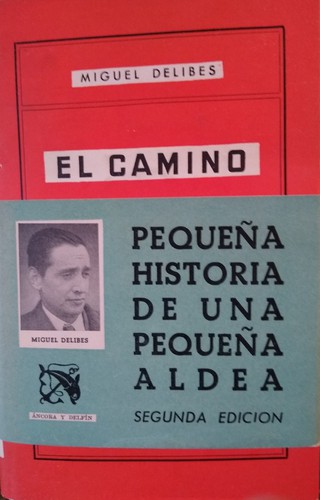 MIGUEL DELIBES
EL CAMINO
PEQUEÑA
HISTORIA
DE UNA
PEQUEÑA
ALDEA
SEGUNDA EDICION
MIGUEL DELIBES
ÁNCORA Y DELFÍN